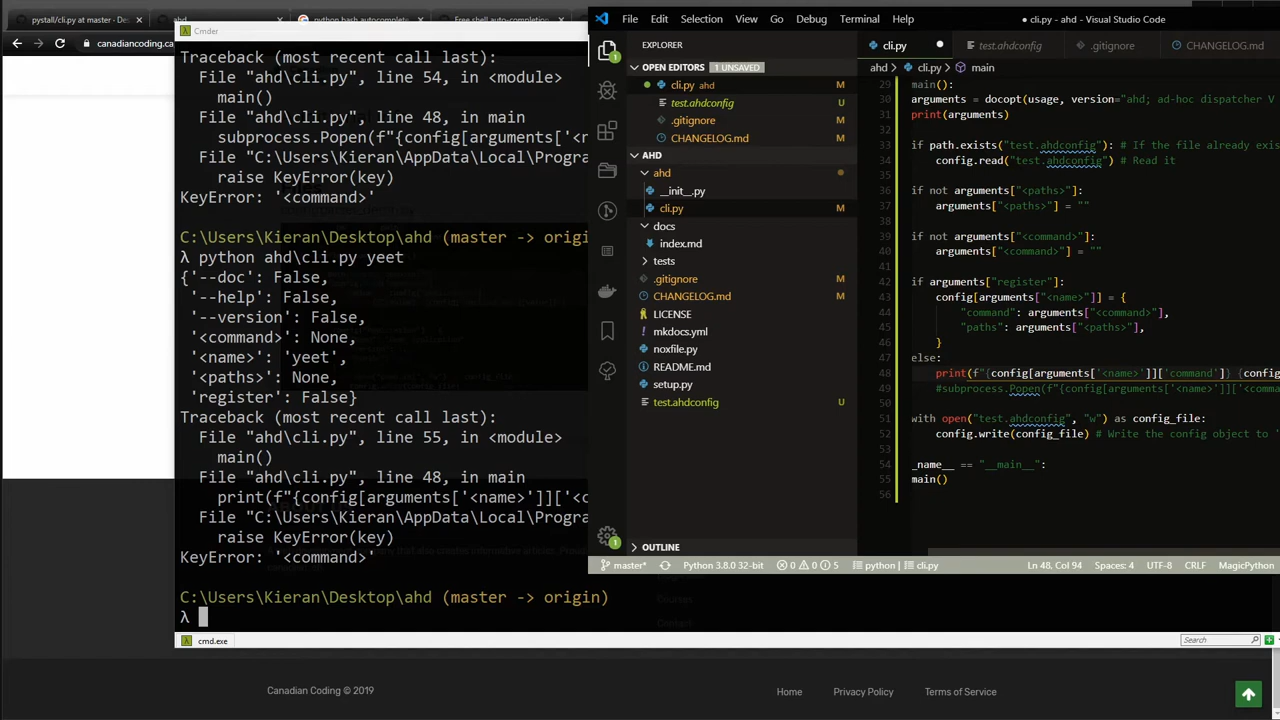 pystall/cli.py at master · des
ahd
python bash autocomplete
Free shell auto-completion
canadiancoding.ca
Cmder
Traceback (most recent call last):
File "ahd\cli.py", line 54, in <module>
main()
File "ahd\cli.py", line 48, in main
subprocess.Popen(f"{config[arguments['<n
File "C:\Users\Kieran\AppData\Local\Progra
raise KeyError(key)
KeyError: '<command>'
C:\Users\Kieran\Desktop\ahd (master -> origi
λ python ahd\cli.py yeet
{'--doc': False,
'--help': False,
'--version': False,
'<command>': None,
'<name>': 'yeet',
'<paths>': None,
'register': False}
Traceback (most recent call last):
File "ahd\cli.py", line 55, in <module>
main()
File "ahd\cli.py", line 48, in main
print(f"{config[arguments['<name>']]['<c
File "C:\Users\Kieran\AppData\Local\Progra
raise KeyError(key)
KeyError: '<command>'
C:\Users\Kieran\Desktop\ahd (master -> origin)
λ
cmd.exe
Search
File Edit Selection View Go Debug Terminal Help
● cli.py - ahd - Visual Studio Code
EXPLORER
OPEN EDITORS 1 UNSAVED
cli.py ahd M
test.ahdconfig U
.gitignore M
CHANGELOG.md M
AHD
ahd
__init__.py
cli.py M
docs
index.md
tests
.gitignore M
CHANGELOG.md M
LICENSE
mkdocs.yml
noxfile.py
README.md
setup.py
test.ahdconfig U
OUTLINE
cli.py
test.ahdconfig
.gitignore
CHANGELOG.md
ahd > cli.py > main
29 main():
30 arguments = docopt(usage, version="ahd; ad-hoc dispatcher V
31 print(arguments)
32
33 if path.exists("test.ahdconfig"): # If the file already exis
34 config.read("test.ahdconfig") # Read it
35
36 if not arguments["<paths>"]:
37 arguments["<paths>"] = ""
38
39 if not arguments["<command>"]:
40 arguments["<command>"] = ""
41
42 if arguments["register"]:
43 config[arguments["<name>"]] = {
44 "command": arguments["<command>"],
45 "paths": arguments["<paths>"],
46 }
47 else:
48 print(f"{config[arguments['<name>']]['command']} {config
49 #subprocess.Popen(f"{config[arguments['<name>']]['<comma
50
51 with open("test.ahdconfig", "w") as config_file:
52 config.write(config_file) # Write the config object to '
53
54 _name__ == "__main__":
55 main()
56
master* Python 3.8.0 32-bit 0 0 5 python | cli.py Ln 48, Col 94 Spaces: 4 UTF-8 CRLF MagicPython
Courses
Contact
Canadian Coding © 2019
Home
Privacy Policy
Terms of Service